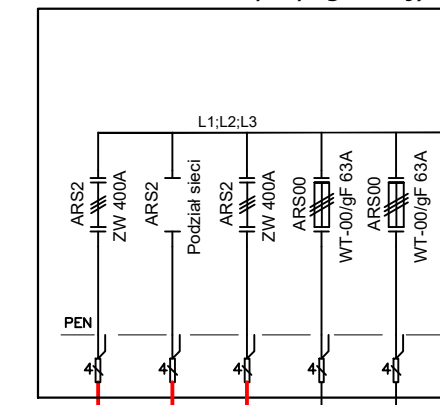 L1;L2;L3
ARS2
ZW 400A
ARS2
Podział sieci
ARS2
ZW 400A
ARS00
WT-00/gF 63A
ARS00
WT-00/gF 63A
PEN
4
4
4
4
4